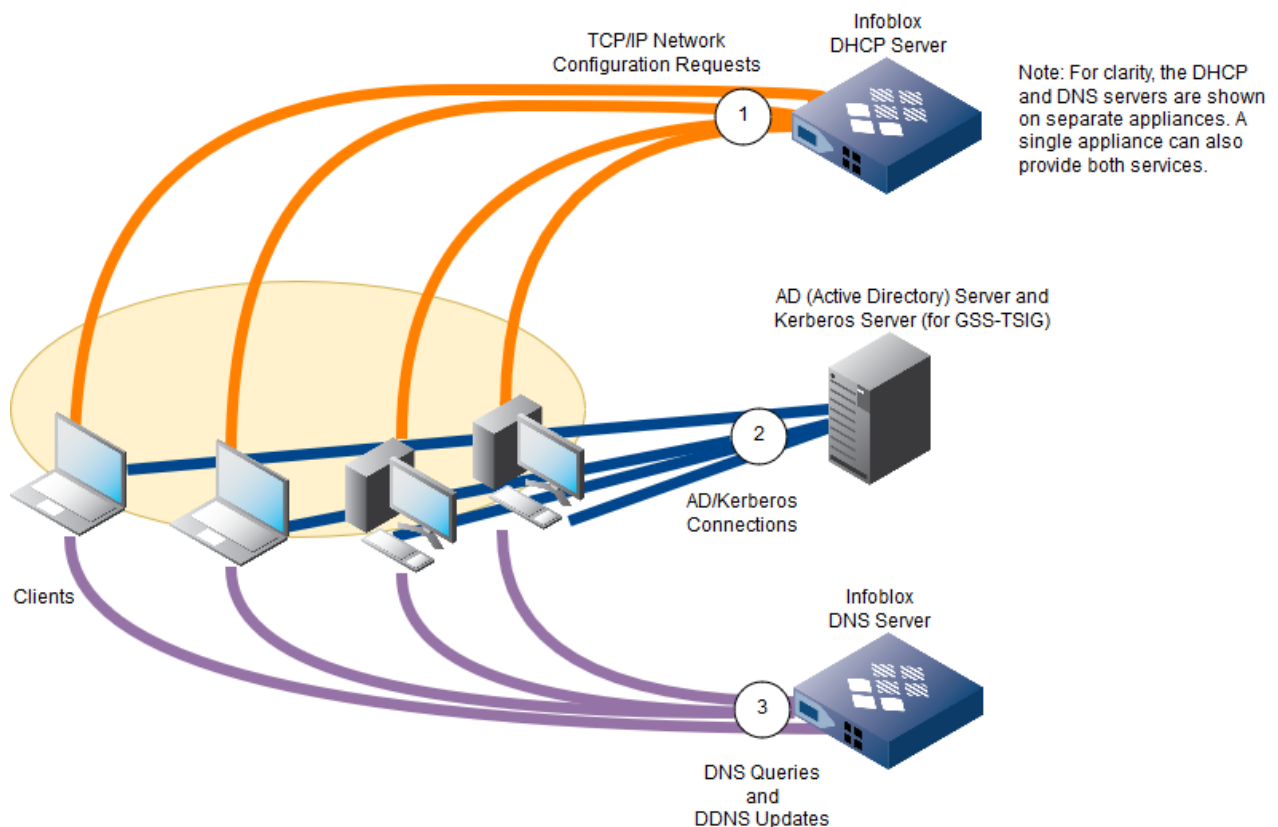 Infoblox
DHCP Server
TCP/IP Network
Configuration Requests
Note: For clarity, the DHCP
and DNS servers are shown
on separate appliances. A
single appliance can also
provide both services.
1
AD (Active Directory) Server and
Kerberos Server (for GSS-TSIG)
2
AD/Kerberos
Connections
Clients
Infoblox
DNS Server
3
DNS Queries
and
DDNS Updates